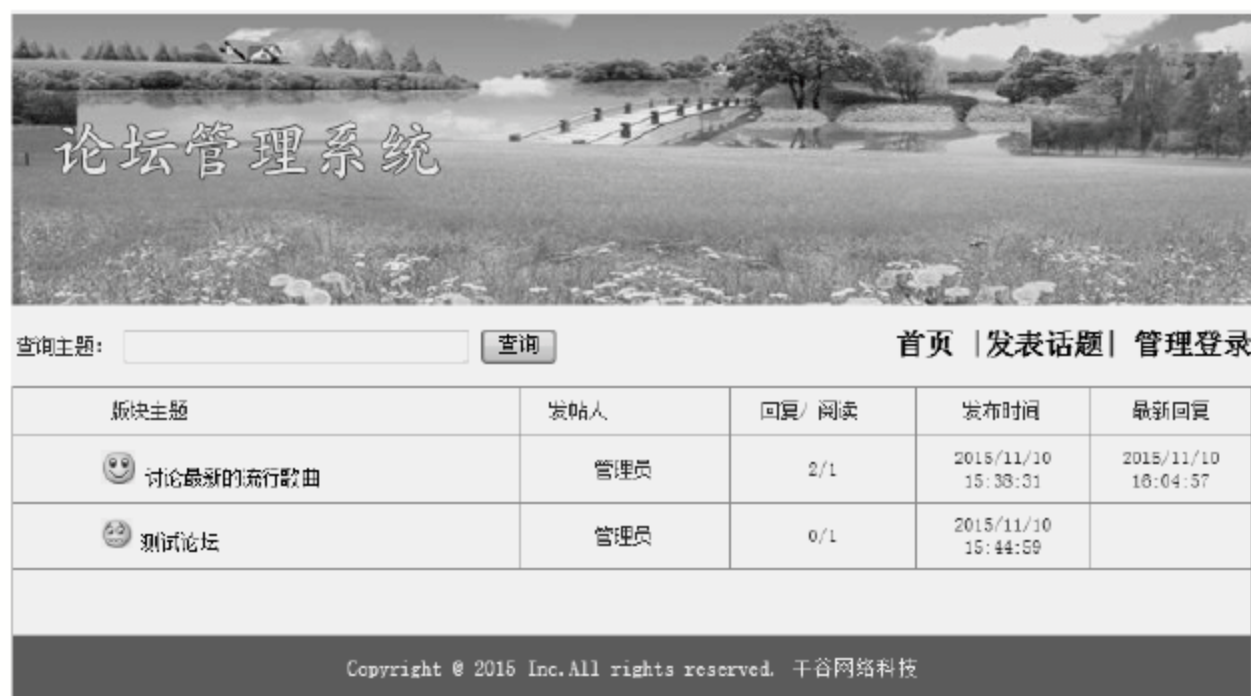 论坛管理系统
查询主题： 查询 首页 |发表话题| 管理登录
版块主题 发帖人 回复/ 阅读 发布时间 最新回复
讨论最新的流行歌曲 管理员 2/1 2015/11/10 15:38:31 2015/11/10 16:04:57
测试论坛 管理员 0/1 2015/11/10 15:44:59
Copyright @ 2015 Inc.All rights reserved. 千谷网络科技